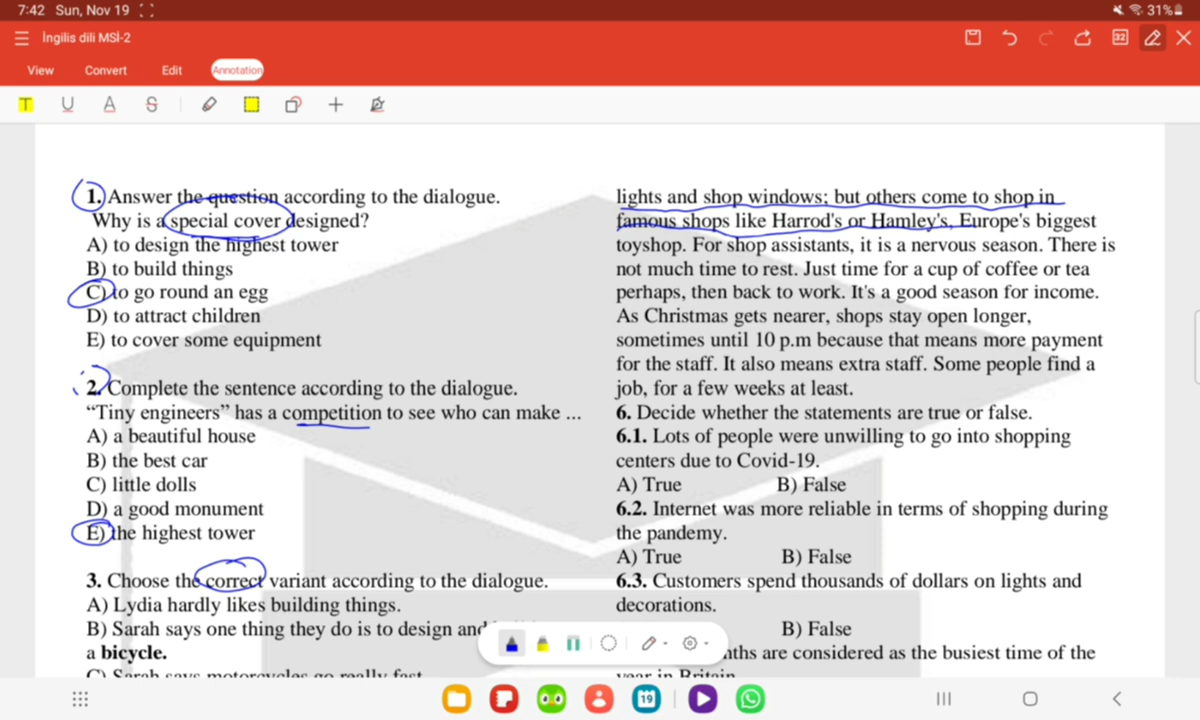 7:42 Sun, Nov 19
31%
İngilis dili MSİ-2
32
View Convert Edit Annotation
T U A S
1. Answer the question according to the dialogue.
Why is a special cover designed?
A) to design the highest tower
B) to build things
C) to go round an egg
D) to attract children
E) to cover some equipment
2. Complete the sentence according to the dialogue.
“Tiny engineers” has a competition to see who can make ...
A) a beautiful house
B) the best car
C) little dolls
D) a good monument
E) the highest tower
3. Choose the correct variant according to the dialogue.
A) Lydia hardly likes building things.
B) Sarah says one thing they do is to design and
a bicycle.
C) Sarah says motorcycles go really fast
lights and shop windows; but others come to shop in
famous shops like Harrod's or Hamley's, Europe's biggest
toyshop. For shop assistants, it is a nervous season. There is
not much time to rest. Just time for a cup of coffee or tea
perhaps, then back to work. It's a good season for income.
As Christmas gets nearer, shops stay open longer,
sometimes until 10 p.m because that means more payment
for the staff. It also means extra staff. Some people find a
job, for a few weeks at least.
6. Decide whether the statements are true or false.
6.1. Lots of people were unwilling to go into shopping
centers due to Covid-19.
A) True B) False
6.2. Internet was more reliable in terms of shopping during
the pandemy.
A) True B) False
6.3. Customers spend thousands of dollars on lights and
decorations.
B) False
nths are considered as the busiest time of the
year in Britain
19